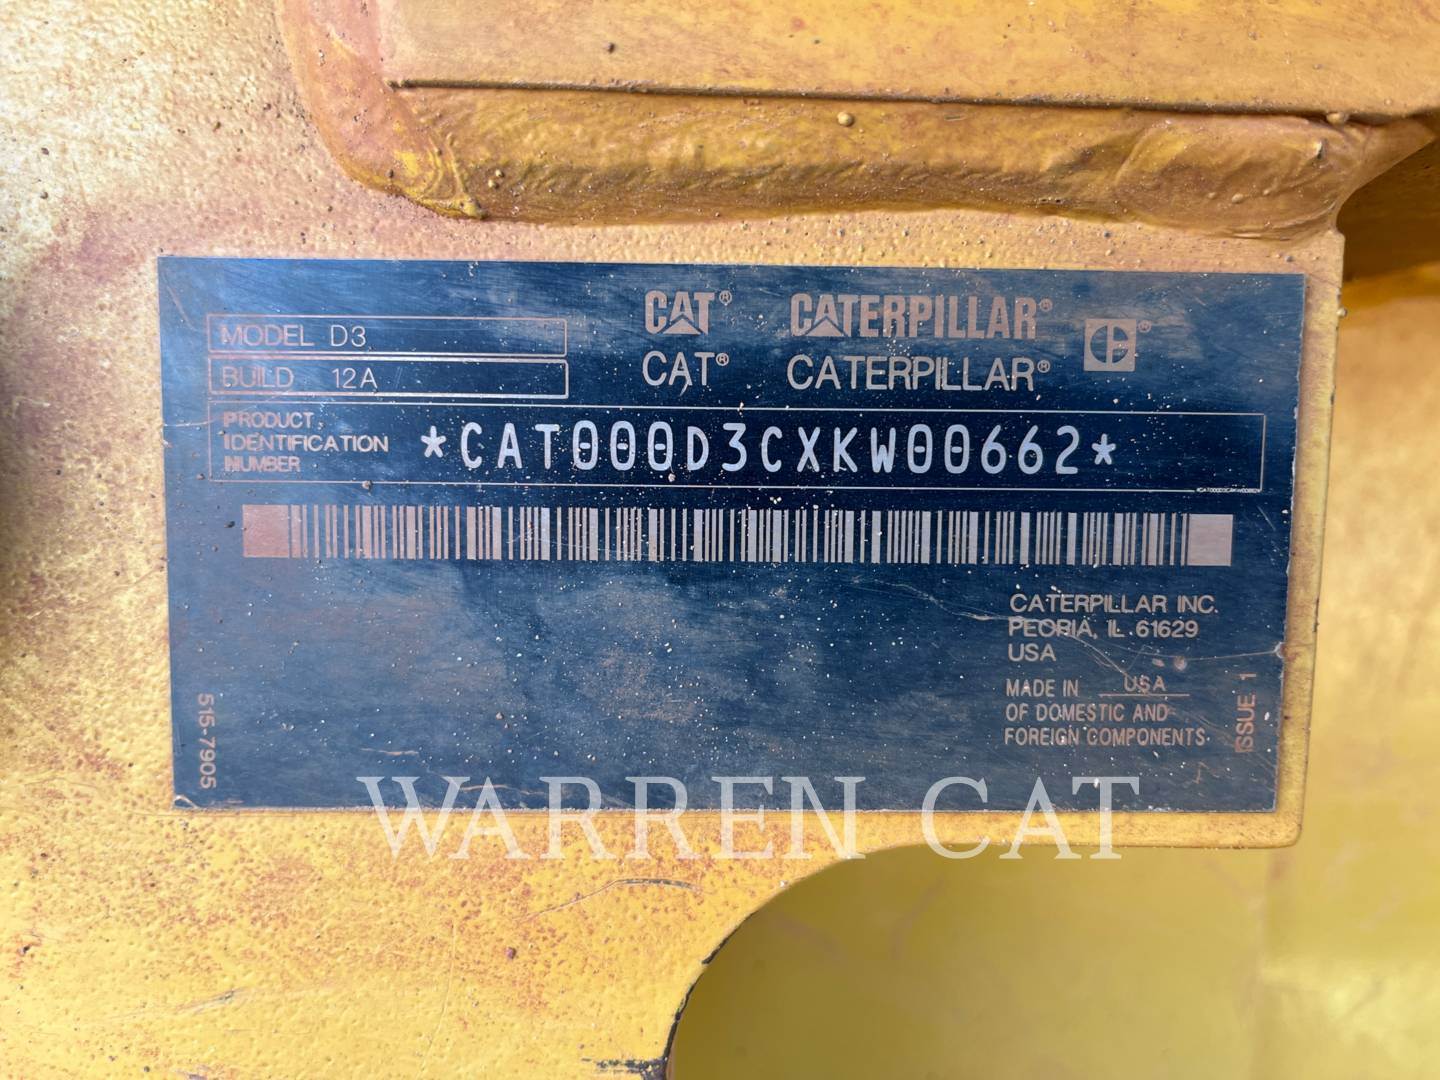 MODEL D3
BUILD 12A
CAT® CATERPILLAR® C®
CAT® CATERPILLAR®
PRODUCT
IDENTIFICATION
NUMBER
*CAT000D3CXKW00662*
CATERPILLAR INC.
PEORIA, IL 61629
USA
MADE IN USA
OF DOMESTIC AND
FOREIGN COMPONENTS
515-7905
ISSUE 1
WARREN CAT